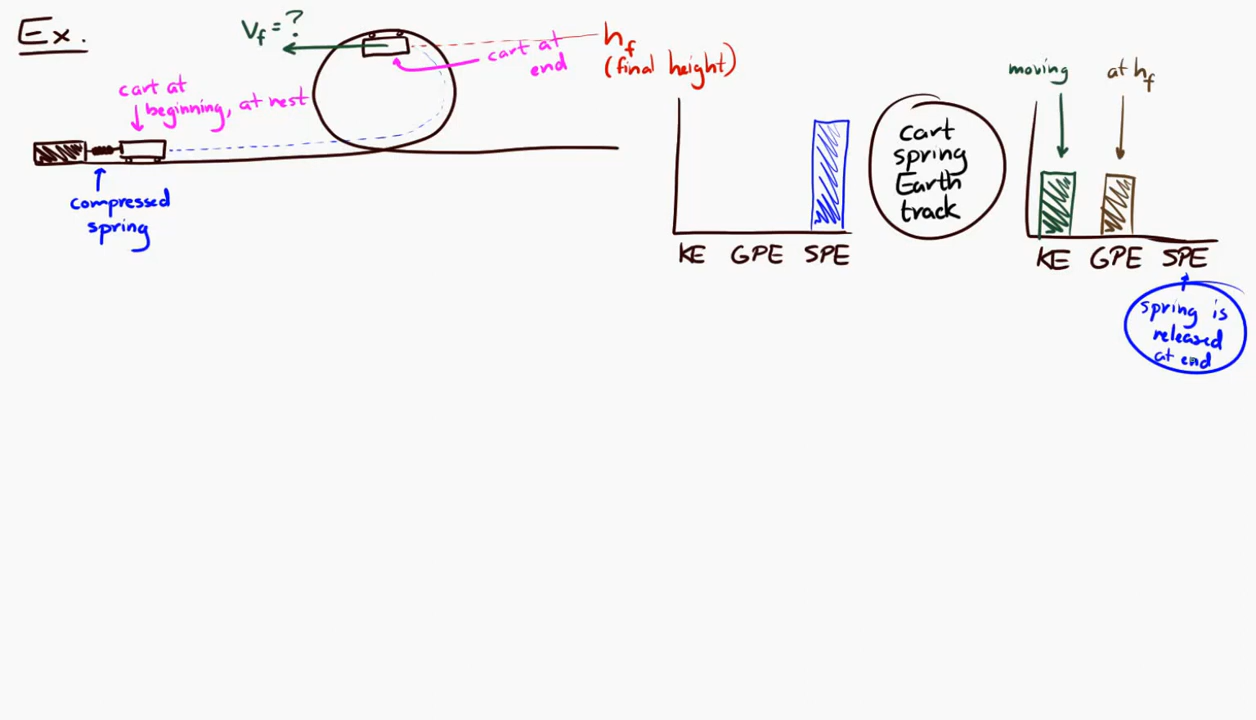 Ex.
Vf = ?
cart at
beginning, at rest
cart at
end
hf
(final height)
compressed
spring
KE GPE SPE
cart
spring
Earth
track
moving
at hf
KE GPE SPE
spring is
released
at end